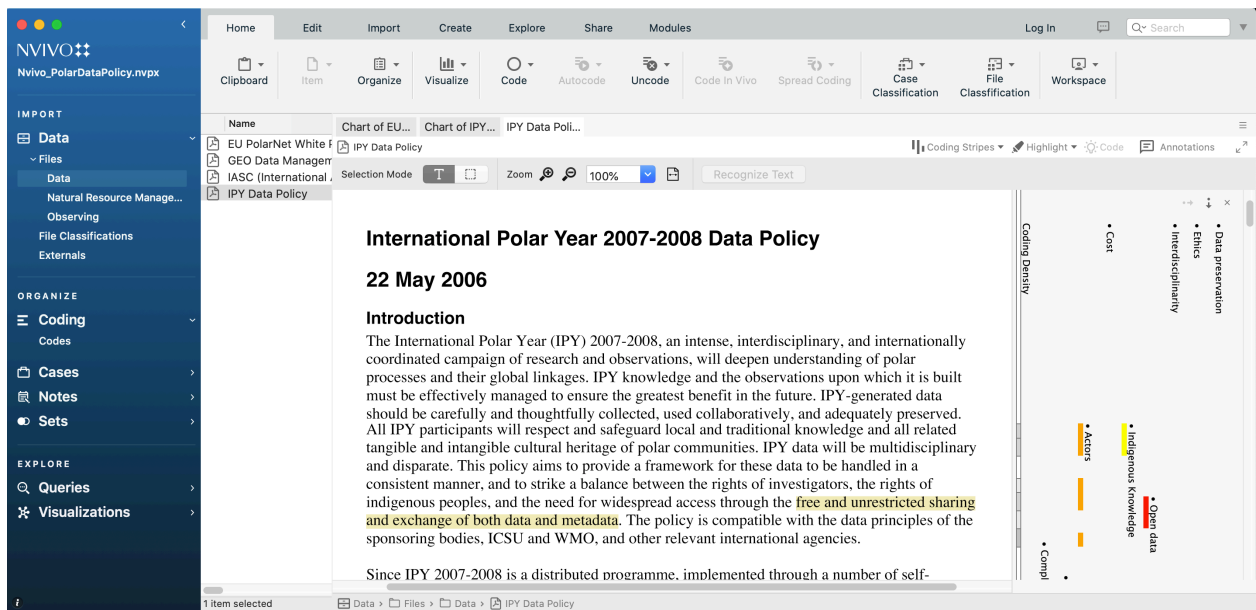 NVIVO
Nvivo_PolarDataPolicy.nvpx
IMPORT
Data
Files
Data
Natural Resource Manage...
Observing
File Classifications
Externals
ORGANIZE
Coding
Codes
Cases
Notes
Sets
EXPLORE
Queries
Visualizations
Home Edit Import Create Explore Share Modules Log In Search
Clipboard Item Organize Visualize Code Autocode Uncode Code In Vivo Spread Coding Case Classification File Classfification Workspace
Name
EU PolarNet White P
GEO Data Managem
IASC (International
IPY Data Policy
1 item selected
Chart of EU... Chart of IPY... IPY Data Poli...
IPY Data Policy Coding Stripes Highlight Code Annotations
Selection Mode T Zoom 100% Recognize Text
International Polar Year 2007-2008 Data Policy
22 May 2006
Introduction
The International Polar Year (IPY) 2007-2008, an intense, interdisciplinary, and internationally
coordinated campaign of research and observations, will deepen understanding of polar
processes and their global linkages. IPY knowledge and the observations upon which it is built
must be effectively managed to ensure the greatest benefit in the future. IPY-generated data
should be carefully and thoughtfully collected, used collaboratively, and adequately preserved.
All IPY participants will respect and safeguard local and traditional knowledge and all related
tangible and intangible cultural heritage of polar communities. IPY data will be multidisciplinary
and disparate. This policy aims to provide a framework for these data to be handled in a
consistent manner, and to strike a balance between the rights of investigators, the rights of
indigenous peoples, and the need for widespread access through the free and unrestricted sharing
and exchange of both data and metadata. The policy is compatible with the data principles of the
sponsoring bodies, ICSU and WMO, and other relevant international agencies.
Since IPY 2007-2008 is a distributed programme, implemented through a number of self-
Coding Density
• Cost
• Interdisciplinarity
• Ethics
• Data preservation
• Actors
• Indigenous Knowledge
• Open data
• Compl
Data › Files › Data › IPY Data Policy